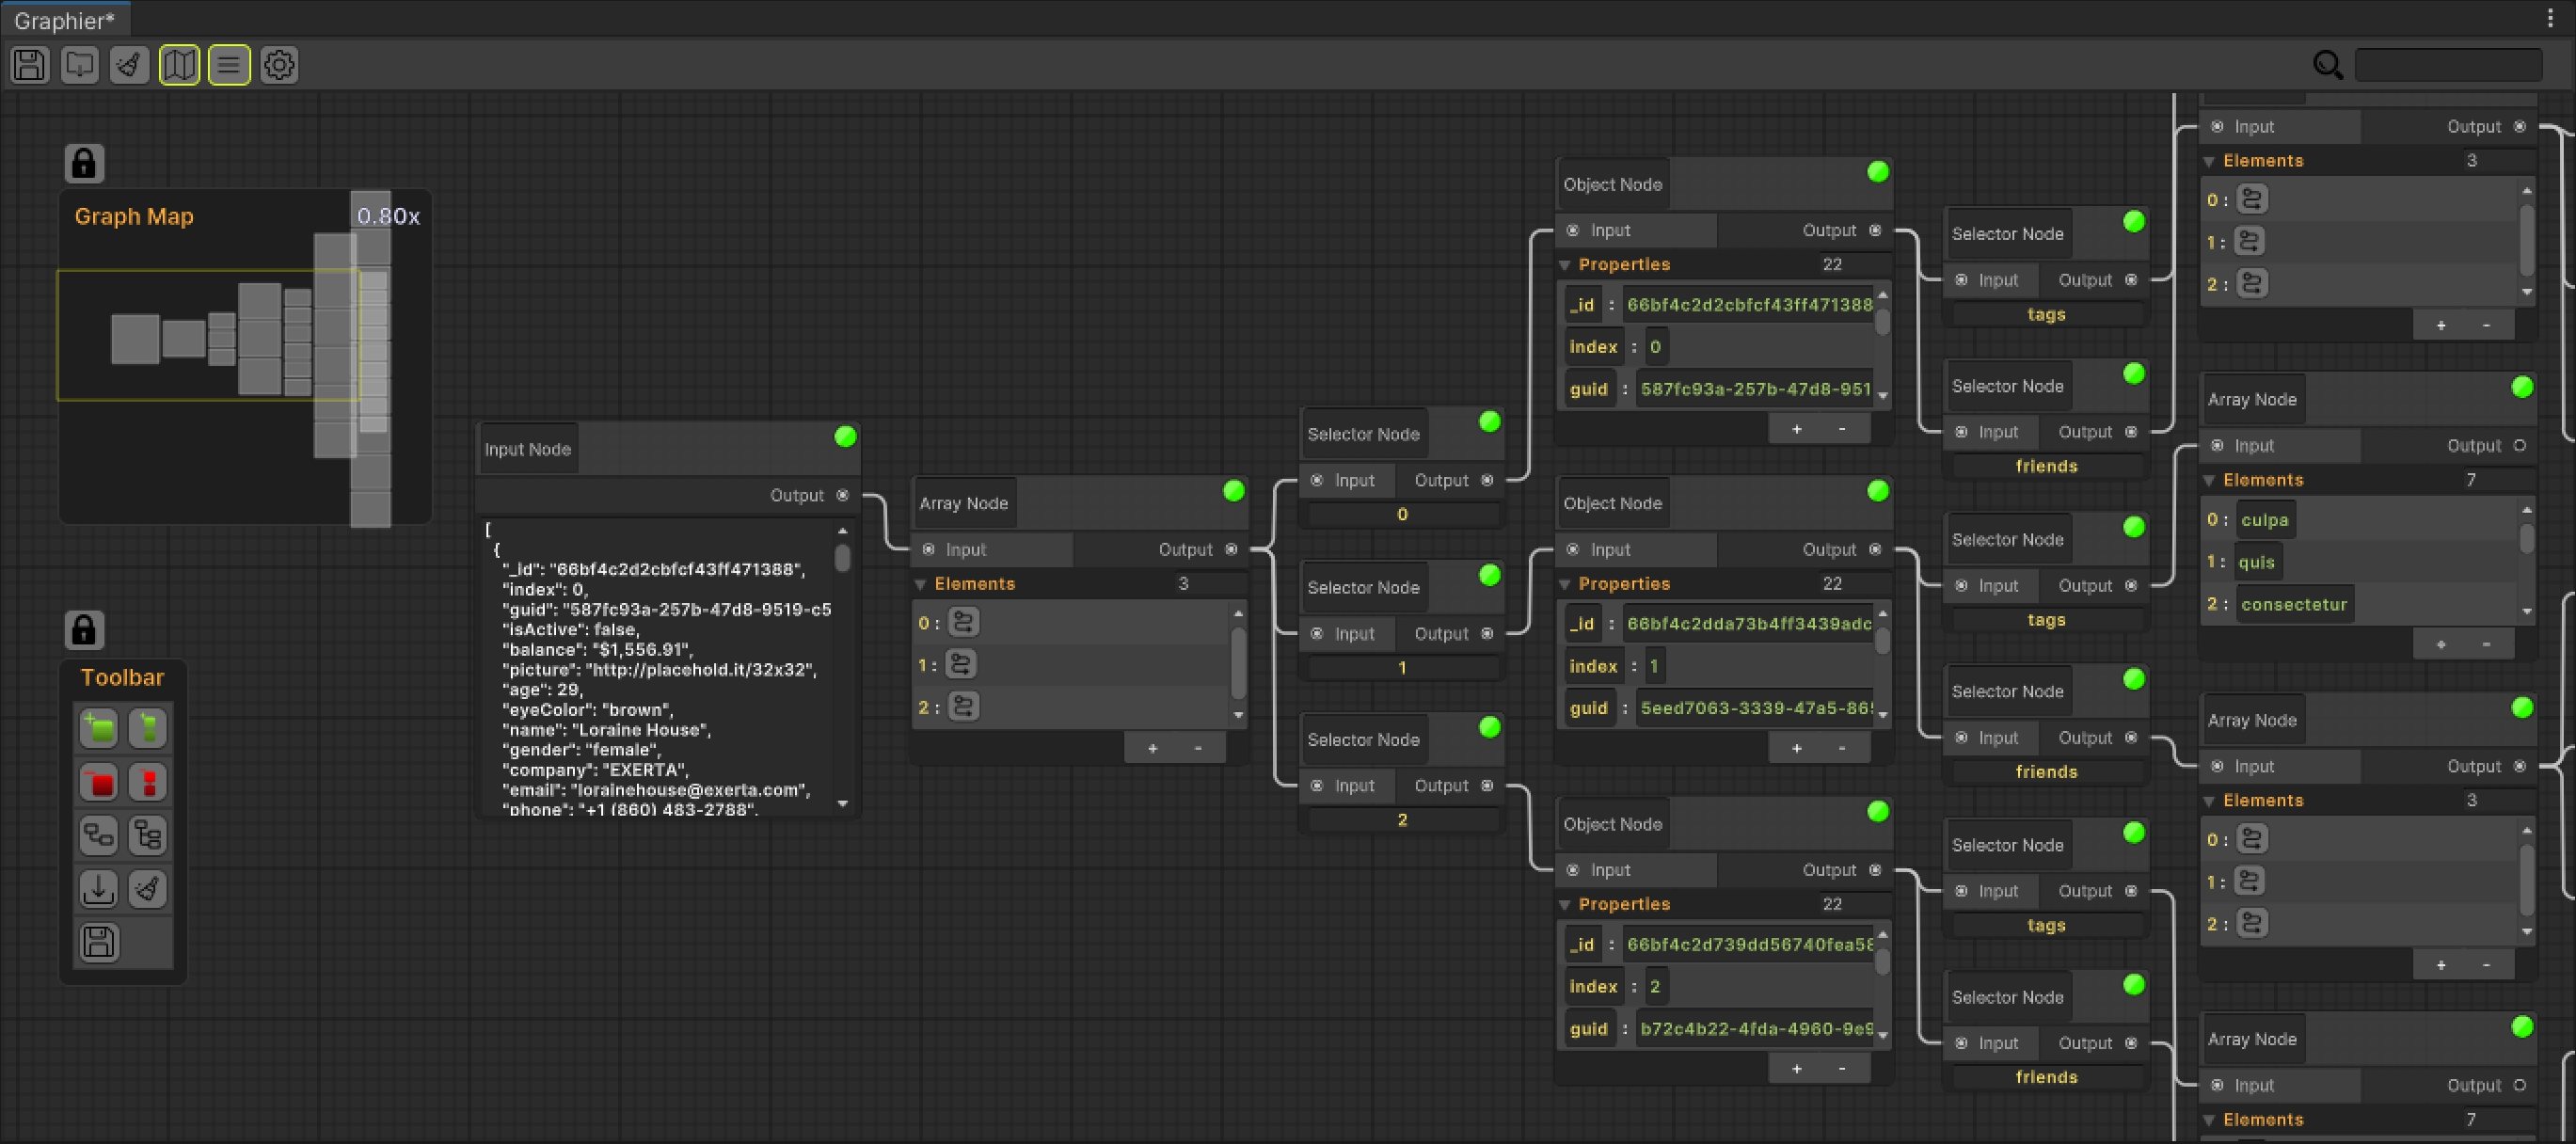 Graphier*
Graph Map
0.80x
Toolbar
Input Node
Output
[
{
"_id": "66bf4c2d2cbfcf43ff471388",
"index": 0,
"guid": "587fc93a-257b-47d8-9519-c5
"isActive": false,
"balance": "$1,556.91",
"picture": "http://placehold.it/32x32",
"age": 29,
"eyeColor": "brown",
"name": "Loraine House",
"gender": "female",
"company": "EXERTA",
"email": "lorainehouse@exerta.com",
"phone": "+1 (860) 483-2788",
Array Node
Input Output
Elements 3
0 :
1 :
2 :
+ -
Selector Node
Input Output
0
Selector Node
Input Output
1
Selector Node
Input Output
2
Object Node
Input Output
Properties 22
_id : 66bf4c2d2cbfcf43ff471388
index : 0
guid : 587fc93a-257b-47d8-951
+ -
Object Node
Input Output
Properties 22
_id : 66bf4c2dda73b4ff3439adc
index : 1
guid : 5eed7063-3339-47a5-865
+ -
Object Node
Input Output
Properties 22
_id : 66bf4c2d739dd56740fea58
index : 2
guid : b72c4b22-4fda-4960-9e9
+ -
Selector Node
Input Output
tags
Selector Node
Input Output
friends
Selector Node
Input Output
tags
Selector Node
Input Output
friends
Selector Node
Input Output
tags
Selector Node
Input Output
friends
Input Output
Elements 3
0 :
1 :
2 :
+ -
Array Node
Input Output
Elements 7
0 : culpa
1 : quis
2 : consectetur
+ -
Array Node
Input Output
Elements 3
0 :
1 :
2 :
+ -
Array Node
Input Output
Elements 7